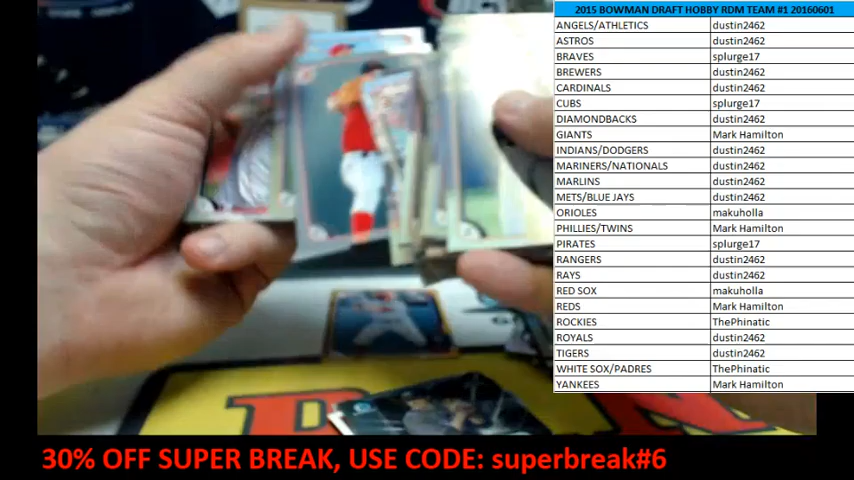 2015 BOWMAN DRAFT HOBBY RDM TEAM #1 20160601
ANGELS/ATHLETICS dustin2462
ASTROS dustin2462
BRAVES splurge17
BREWERS dustin2462
CARDINALS dustin2462
CUBS splurge17
DIAMONDBACKS dustin2462
GIANTS Mark Hamilton
INDIANS/DODGERS dustin2462
MARINERS/NATIONALS dustin2462
MARLINS dustin2462
METS/BLUE JAYS dustin2462
ORIOLES makuholla
PHILLIES/TWINS Mark Hamilton
PIRATES splurge17
RANGERS dustin2462
RAYS dustin2462
RED SOX makuholla
REDS Mark Hamilton
ROCKIES ThePhinatic
ROYALS dustin2462
TIGERS dustin2462
WHITE SOX/PADRES ThePhinatic
YANKEES Mark Hamilton
30% OFF SUPER BREAK, USE CODE: superbreak#6